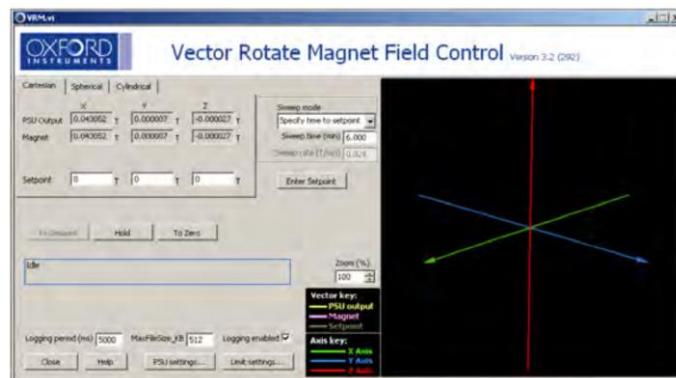 VRM.vi
OXFORD INSTRUMENTS Vector Rotate Magnet Field Control Version 3.2 (292)
Cartesian Spherical Cylindrical
X Y Z
PSU Output 0.043052 T 0.000007 T -0.000027 T
Magnet 0.043052 T 0.000007 T -0.000027 T
Setpoint 0 T 0 T 0 T
Sweep mode
Specify time to setpoint
Sweep time (min) 6.000
Sweep rate (T/min)
Enter Setpoint
To Setpoint Hold To Zero
Idle
Zoom (%)
100
Vector key:
PSU output
Magnet
Setpoint
Logging period (ms) 5000 MaxFileSize_KB 512 Logging enabled
Axis key:
X Axis
Y Axis
Z Axis
Close Help PSU settings... Limit settings...